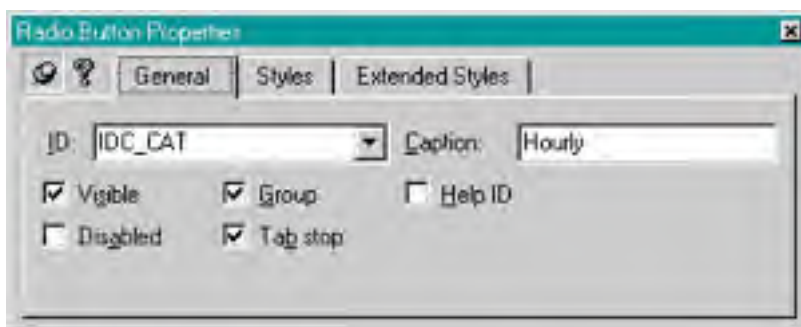 Radio Button Properties
General Styles Extended Styles
ID: IDC_CAT Caption: Hourly
Visible Group Help ID
Disabled Tab stop